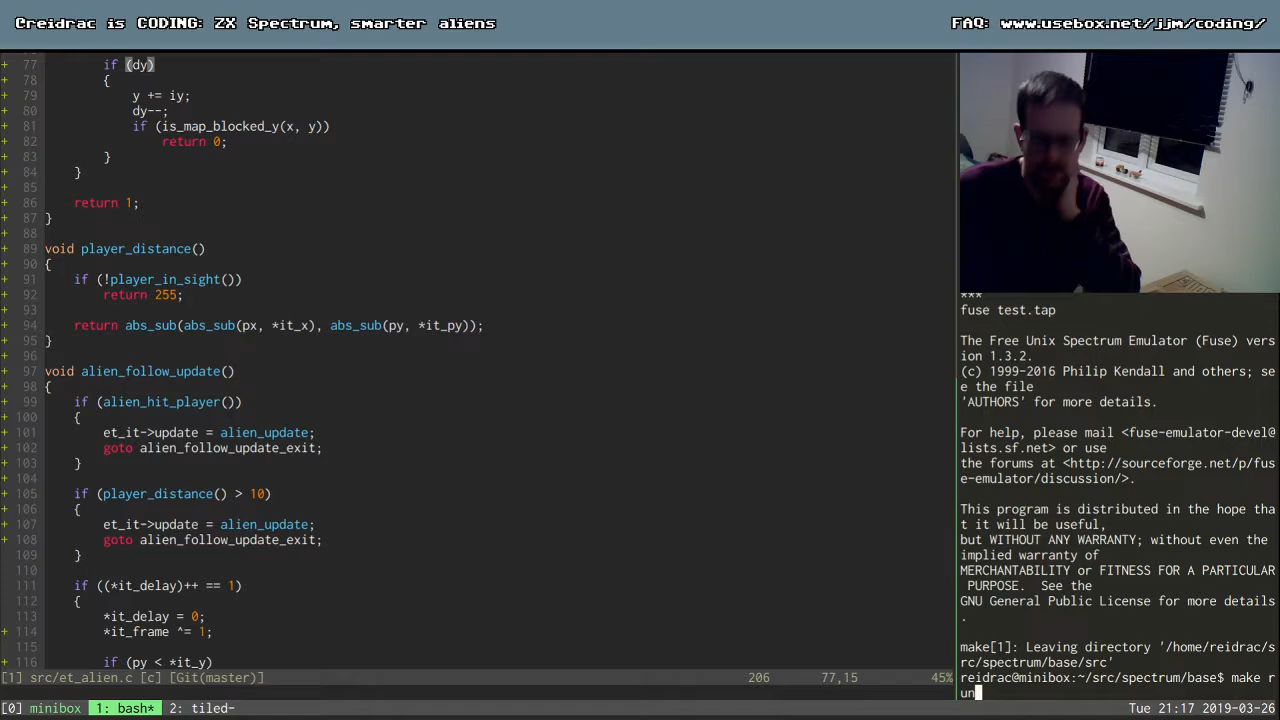 Creidrac is CODING: ZX Spectrum, smarter aliens
FAQ: www.usebox.net/jjm/coding/
+ 77 if (dy)
+ 78 {
+ 79 y += iy;
+ 80 dy--;
+ 81 if (is_map_blocked_y(x, y))
+ 82 return 0;
+ 83 }
+ 84 }
+ 85
+ 86 return 1;
+ 87 }
+ 88
+ 89 void player_distance()
+ 90 {
+ 91 if (!player_in_sight())
+ 92 return 255;
+ 93
+ 94 return abs_sub(abs_sub(px, *it_x), abs_sub(py, *it_py));
+ 95 }
+ 96
+ 97 void alien_follow_update()
+ 98 {
+ 99 if (alien_hit_player())
+ 100 {
+ 101 et_it->update = alien_update;
+ 102 goto alien_follow_update_exit;
+ 103 }
+ 104
+ 105 if (player_distance() > 10)
+ 106 {
+ 107 et_it->update = alien_update;
+ 108 goto alien_follow_update_exit;
109 }
110
111 if ((*it_delay)++ == 1)
112 {
113 *it_delay = 0;
+ 114 *it_frame ^= 1;
115
+ 116 if (py < *it_y)
[1] src/et_alien.c [c] [Git(master)] 206 77,15 45%
***
fuse test.tap
The Free Unix Spectrum Emulator (Fuse) ver
ion 1.3.2.
(c) 1999-2016 Philip Kendall and others; se
e the file
'AUTHORS' for more details.
For help, please mail <fuse-emulator-devel@
lists.sf.net> or use
the forums at <http://sourceforge.net/p/fus
e-emulator/discussion/>.
This program is distributed in the hope tha
t it will be useful,
but WITHOUT ANY WARRANTY; without even the
implied warranty of
MERCHANTABILITY or FITNESS FOR A PARTICULAR
PURPOSE. See the
GNU General Public License for more details
.
make[1]: Leaving directory '/home/reidrac/s
rc/spectrum/base/src'
reidrac@minibox:~/src/spectrum/base$ make r
un
[0] minibox 1: bash* 2: tiled- Tue 21:17 2019-03-26